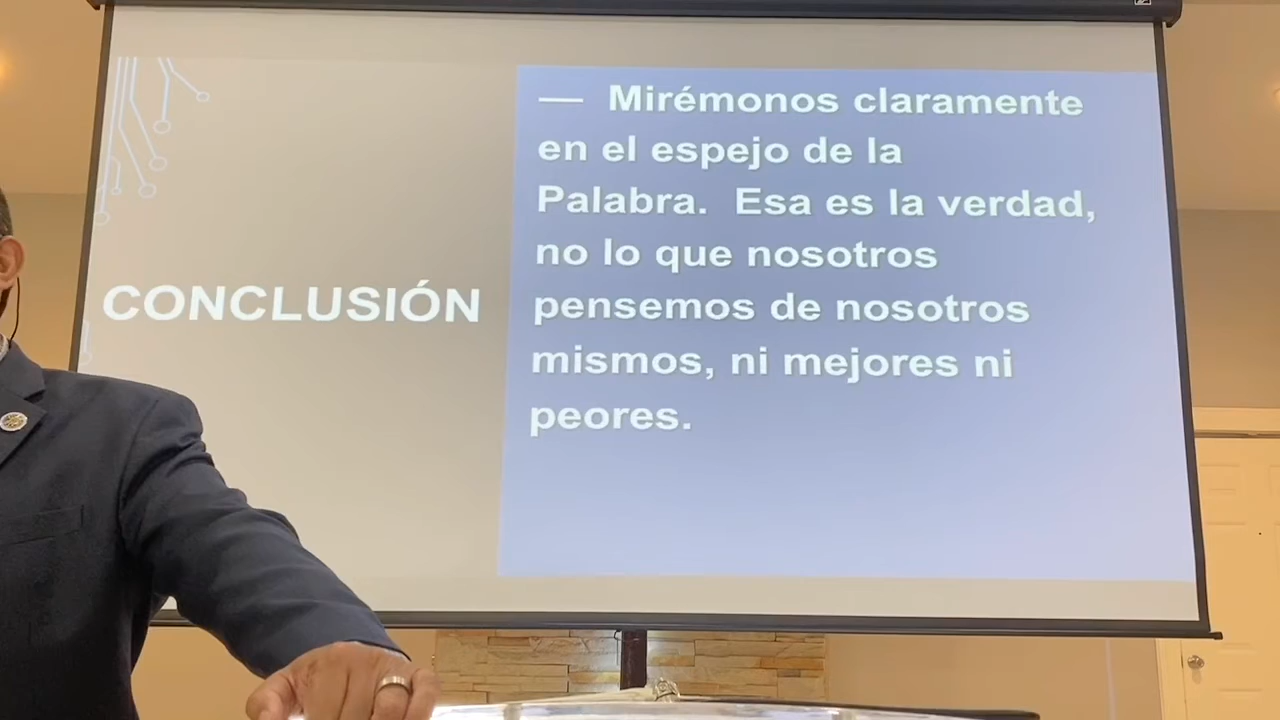 CONCLUSIÓN
— Mirémonos claramente
en el espejo de la
Palabra. Esa es la verdad,
no lo que nosotros
pensemos de nosotros
mismos, ni mejores ni
peores.